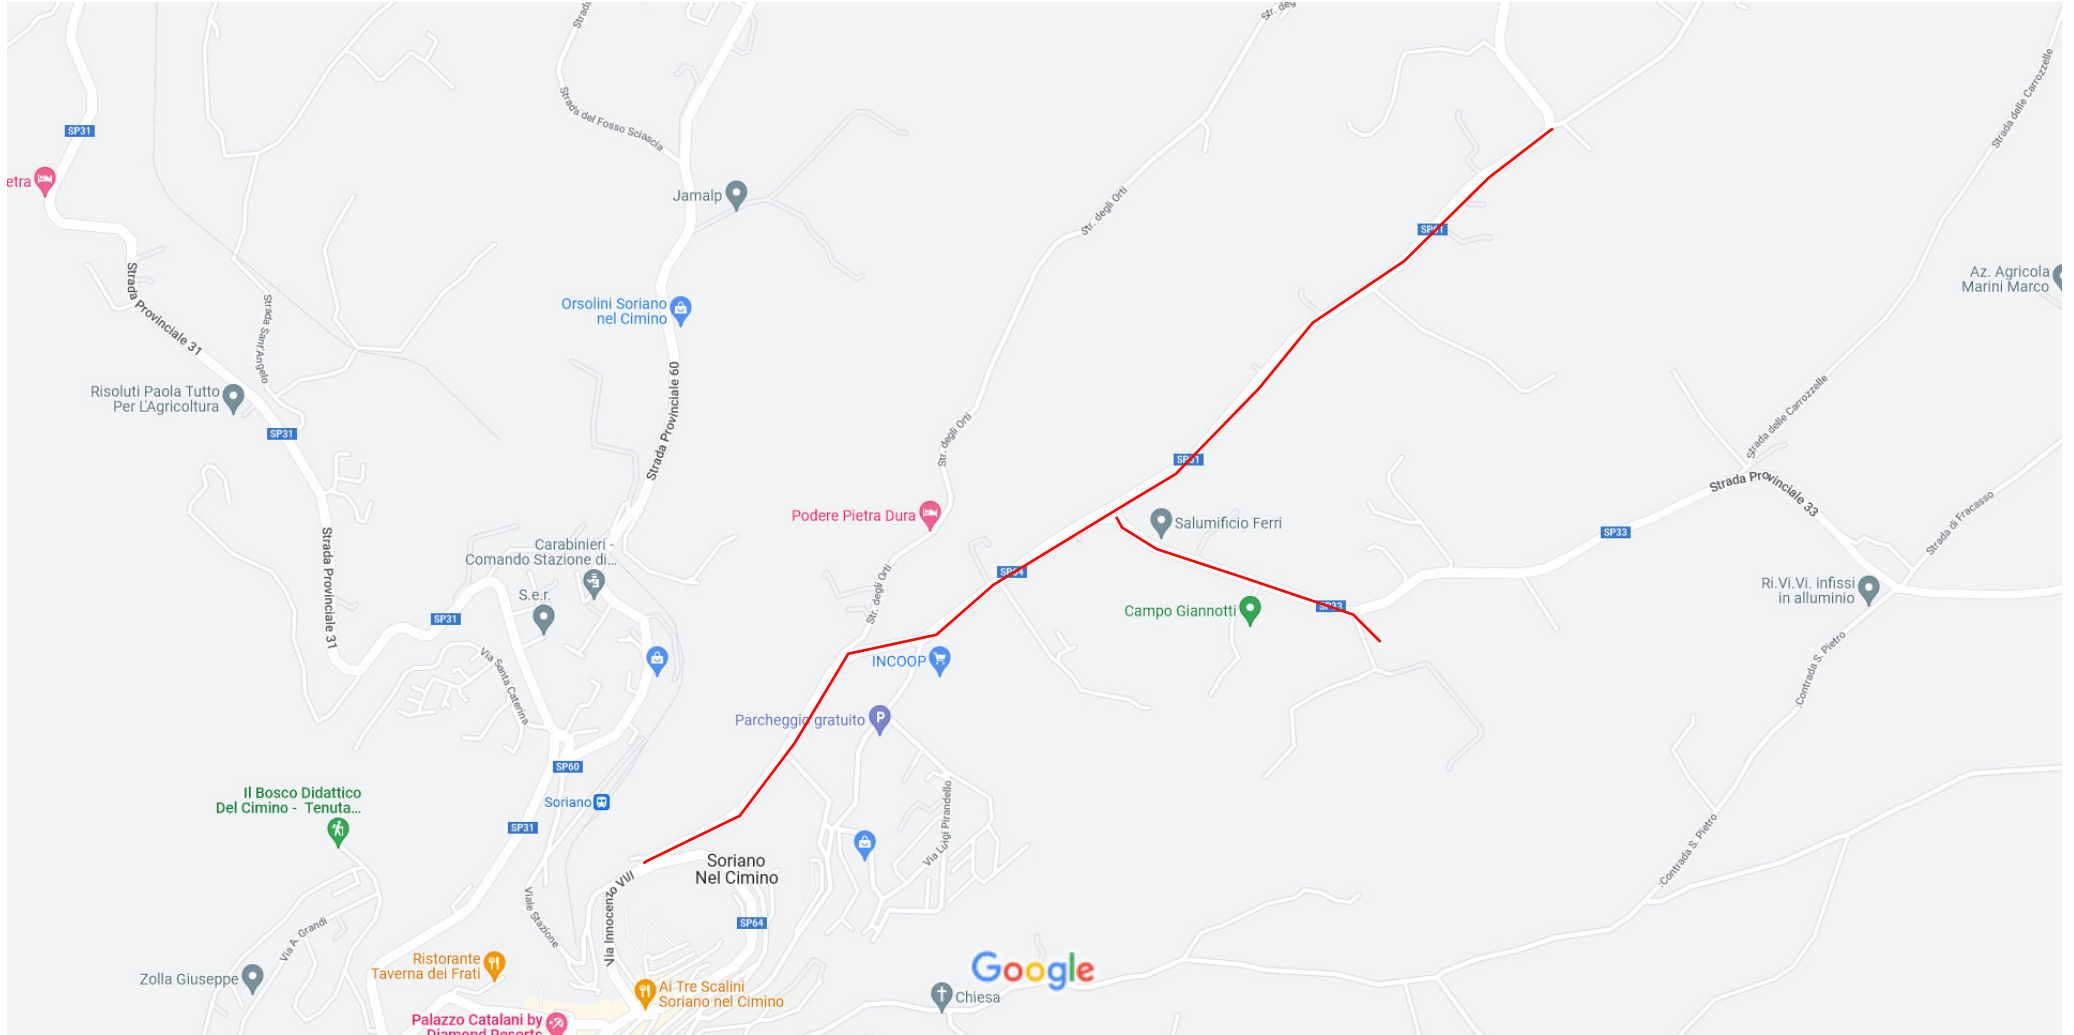 Strada
Str. deg
Strada delle Carrozzelle
Strada del Fosso Sciascia
SP31
etra
Jamalp
Str. degli Orti
Az. Agricola
Marini Marco
Strada Provinciale 31
Orsolini Soriano
nel Cimino
Strada Sant'Angelo
Strada Provinciale 60
Risoluti Paola Tutto
Per L'Agricoltura
SP31
Str. degli Orti
Strada delle Carrozzelle
Strada Provinciale 33
Podere Pietra Dura
Salumificio Ferri
SP33
Strada di Fracasso
Strada Provinciale 31
Carabinieri -
Comando Stazione di...
S.e.r.
Str. degli Orti
Ri.Vi.Vi. infissi
in alluminio
Campo Giannotti
SP33
SP31
Via Santa Caterina
INCOOP
Contrada S. Pietro
Parcheggio gratuito
SP60
Il Bosco Didattico
Del Cimino - Tenuta...
Soriano
SP31
Via Luigi Pirandello
Contrada S. Pietro
Soriano
Nel Cimino
Via Innocenzo VIII
Viale Stazione
SP64
Via A. Grandi
Ristorante
Taverna dei Frati
Zolla Giuseppe
Google
Ai Tre Scalini
Soriano nel Cimino
Chiesa
Palazzo Catalani by
Diamond Resorts